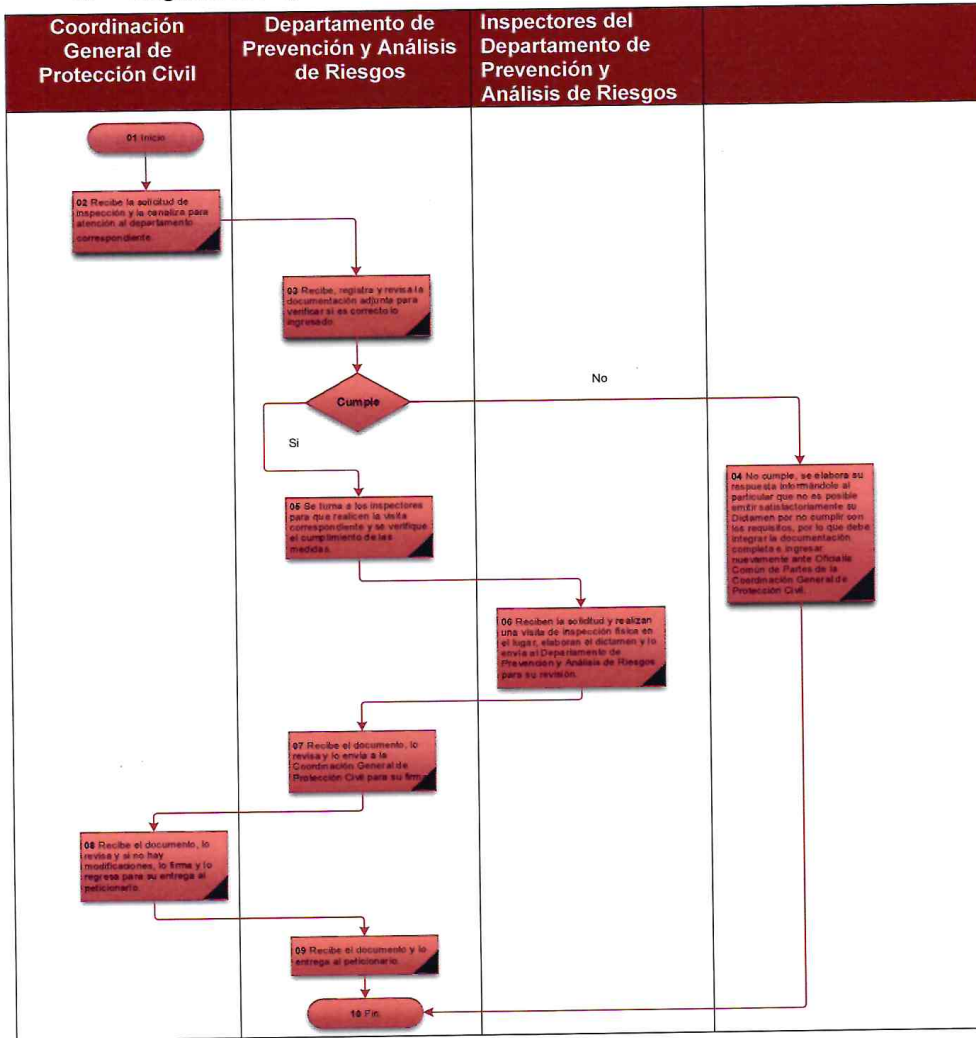 Coordinación
General de
Protección Civil
Departamento de
Prevención y Análisis
de Riesgos
Inspectores del
Departamento de
Prevención y
Análisis de Riesgos
01 Inicio
02 Recibe la solicitud de
inspección y la canaliza para
atención al departamento
correspondiente.
03 Recibe, registra y revisa la
documentación adjunta para
verificar si es correcto lo
ingresado.
Cumple
No
Si
04 No cumple, se elabora su
respuesta informándole al
particular que no es posible
emitir satisfactoriamente su
Dictamen por no cumplir con
los requisitos, por lo que debe
integrar la documentación
completa e ingresar
nuevamente ante Oficialía
Común de Partes de la
Coordinación General de
Protección Civil.
05 Se turna a los inspectores
para que realicen la visita
correspondiente y se verifique
el cumplimiento de las
medidas.
06 Reciben la solicitud y realizan
una visita de inspección física en
el lugar, elaboran el dictamen y lo
envía al Departamento de
Prevención y Análisis de Riesgos
para su revisión.
07 Recibe el documento, lo
revisa y lo envía a la
Coordinación General de
Protección Civil para su firma
08 Recibe el documento, lo
revisa y si no hay
modificaciones, lo firma y lo
regresa para su entrega al
peticionario.
09 Recibe el documento y lo
entrega al peticionario.
10 Fin